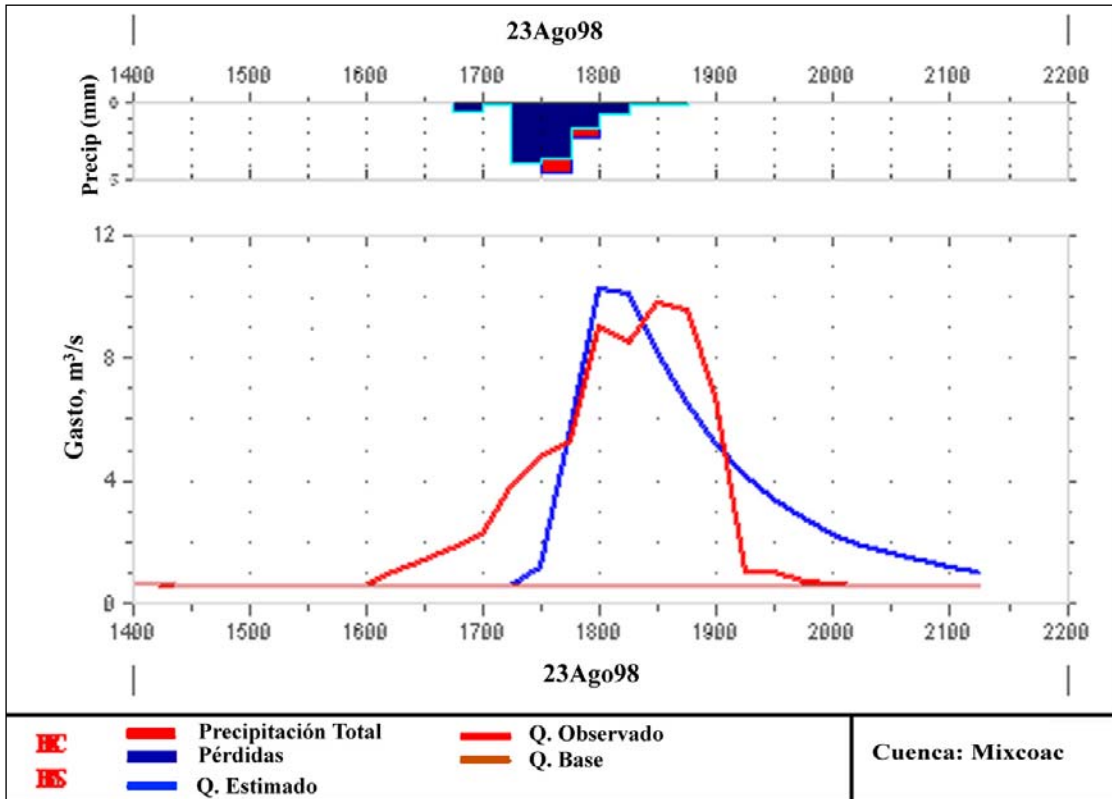 23Ago98
1400 1500 1600 1700 1800 1900 2000 2100 2200
Precip (mm)
0
5
12
8
4
0
Gasto, m³/s
1400 1500 1600 1700 1800 1900 2000 2100 2200
23Ago98
Precipitación Total
Pérdidas
Q. Estimado
Q. Observado
Q. Base
Cuenca: Mixcoac